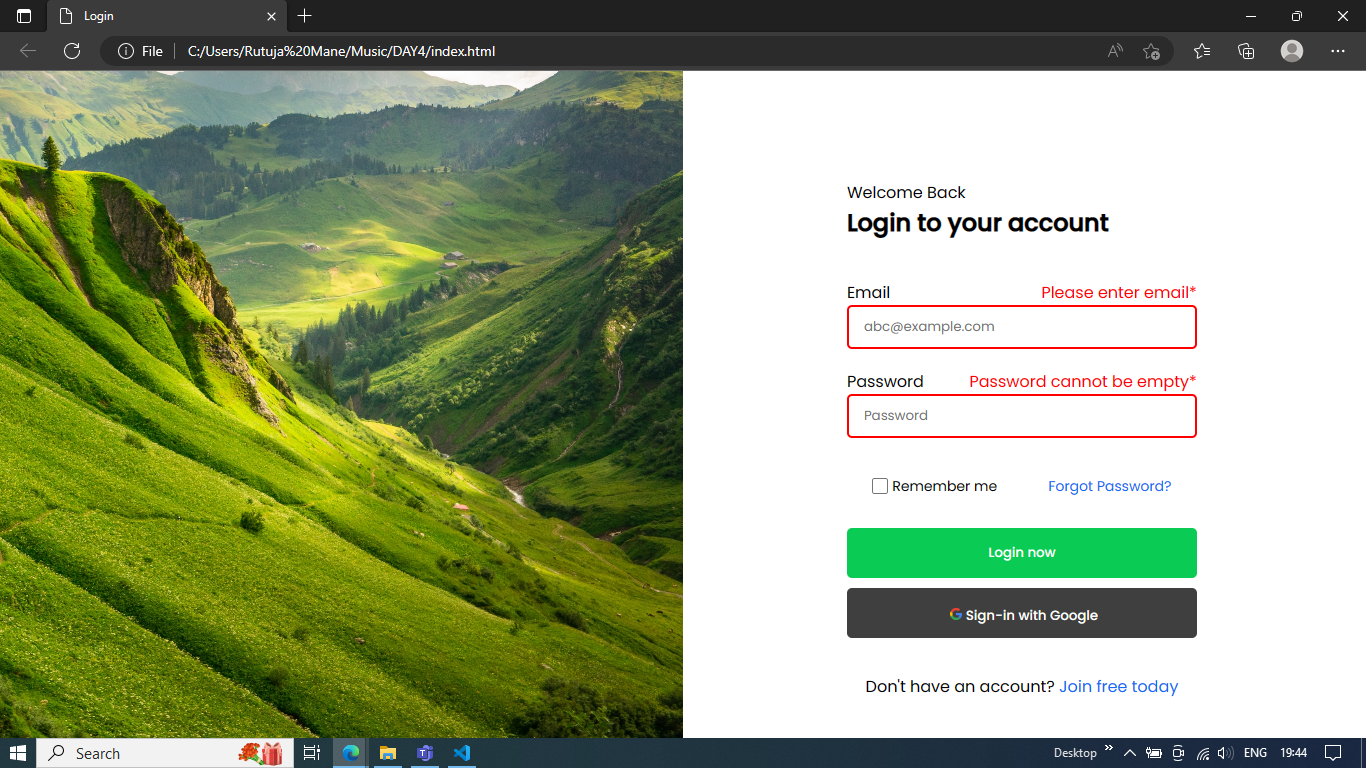 Login
File
C:/Users/Rutuja%20Mane/Music/DAY4/index.html
Welcome Back
Login to your account
Email Please enter email*
abc@example.com
Password Password cannot be empty*
Password
Remember me Forgot Password?
Login now
Sign-in with Google
Don't have an account? Join free today
Search
Desktop
ENG
19:44